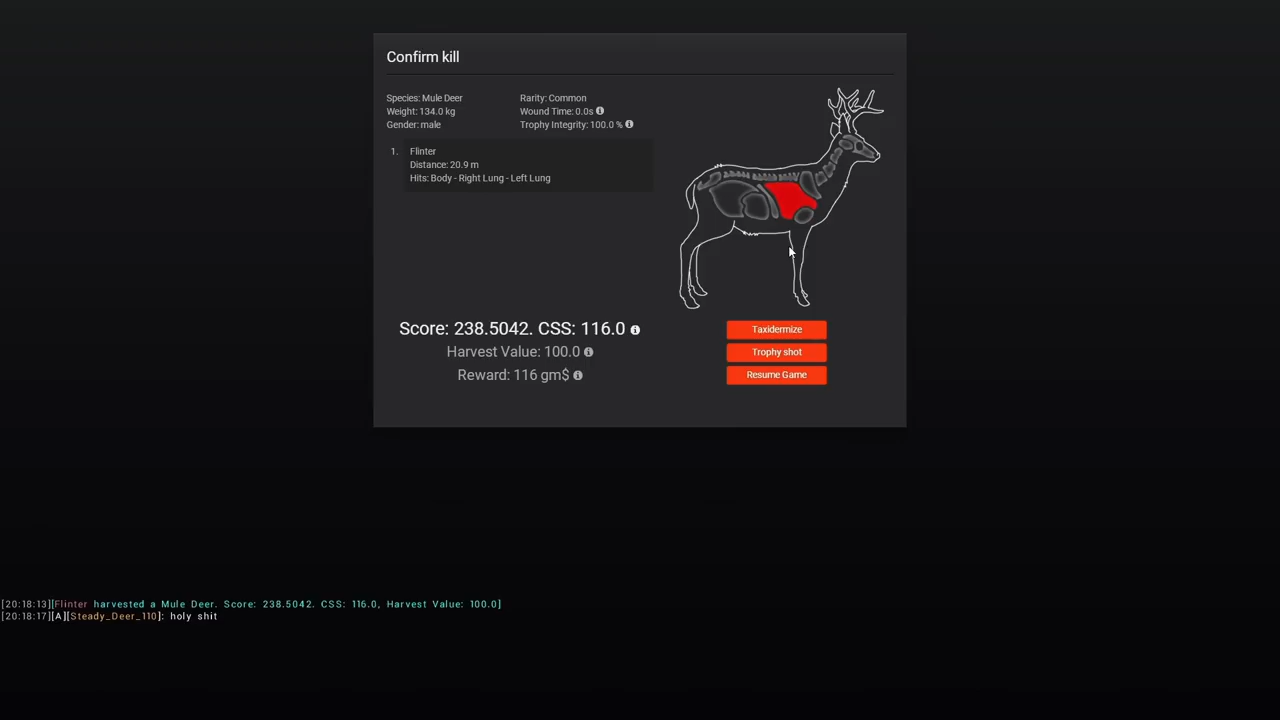 Confirm kill
Species: Mule Deer
Rarity: Common
Weight: 134.0 kg
Wound Time: 0.0s
Gender: male
Trophy Integrity: 100.0 %
1. Flinter
Distance: 20.9 m
Hits: Body - Right Lung - Left Lung
Score: 238.5042. CSS: 116.0
Harvest Value: 100.0
Reward: 116 gm$
Taxidermize
Trophy shot
Resume Game
[20:18:13][Flinter harvested a Mule Deer. Score: 238.5042. CSS: 116.0, Harvest Value: 100.0]
[20:18:17][A][Steady_Deer_110]: holy shit